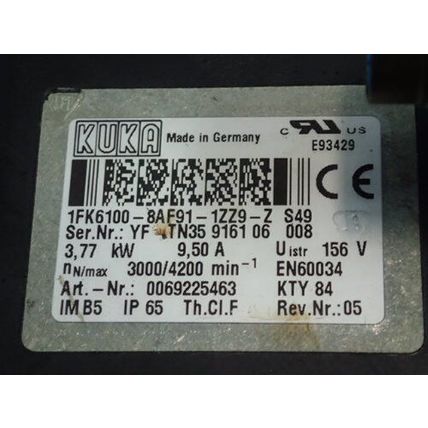 KUKA Made in Germany
C RU US
E93429
CE
1FK6100-8AF91-1ZZ9-Z S49
Ser.Nr.: YF TN35 9161 06 008
3,77 kW 9,50 A Uistr 156 V
nN/max 3000/4200 min-1 EN60034
Art.-Nr.: 0069225463 KTY 84
IM B5 IP 65 Th.Cl.F Rev.Nr.: 05